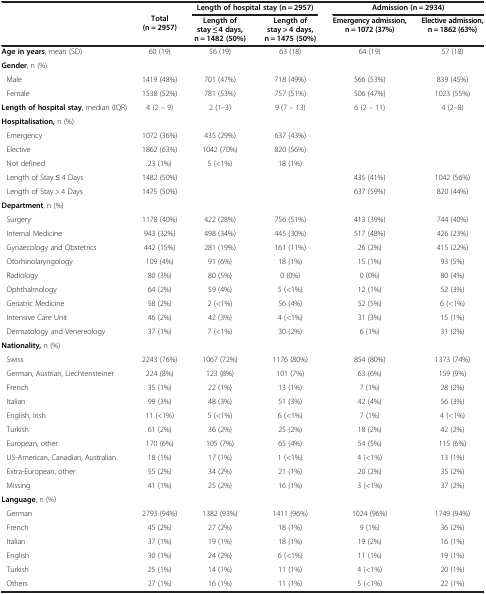 Length of hospital stay (n = 2957) Admission (n = 2934)
Total (n = 2957) Length of stay ≤ 4 days, n = 1482 (50%) Length of stay > 4 days, n = 1475 (50%) Emergency admission, n = 1072 (37%) Elective admission, n = 1862 (63%)
Age in years, mean (SD) 60 (19) 56 (19) 63 (18) 64 (19) 57 (18)
Gender, n (%)
Male 1419 (48%) 701 (47%) 718 (49%) 566 (53%) 839 (45%)
Female 1538 (52%) 781 (53%) 757 (51%) 506 (47%) 1023 (55%)
Length of hospital stay, median (IQR) 4 (2 – 9) 2 (1–3) 9 (7 – 13) 6 (2 – 11) 4 (2–8)
Hospitalisation, n (%)
Emergency 1072 (36%) 435 (29%) 637 (43%)
Elective 1862 (63%) 1042 (70%) 820 (56%)
Not defined 23 (1%) 5 (<1%) 18 (1%)
Length of Stay ≤ 4 Days 1482 (50%) 435 (41%) 1042 (56%)
Length of Stay > 4 Days 1475 (50%) 637 (59%) 820 (44%)
Department, n (%)
Surgery 1178 (40%) 422 (28%) 756 (51%) 413 (39%) 744 (40%)
Internal Medicine 943 (32%) 498 (34%) 445 (30%) 517 (48%) 426 (23%)
Gynaecology and Obstetrics 442 (15%) 281 (19%) 161 (11%) 26 (2%) 415 (22%)
Otorhinolaryngology 109 (4%) 91 (6%) 18 (1%) 15 (1%) 93 (5%)
Radiology 80 (3%) 80 (5%) 0 (0%) 0 (0%) 80 (4%)
Ophthalmology 64 (2%) 59 (4%) 5 (<1%) 12 (1%) 52 (3%)
Geriatric Medicine 58 (2%) 2 (<1%) 56 (4%) 52 (5%) 6 (<1%)
Intensive Care Unit 46 (2%) 42 (3%) 4 (<1%) 31 (3%) 15 (1%)
Dermatology and Venereology 37 (1%) 7 (<1%) 30 (2%) 6 (1%) 31 (2%)
Nationality, n (%)
Swiss 2243 (76%) 1067 (72%) 1176 (80%) 854 (80%) 1373 (74%)
German, Austrian, Liechtensteiner 224 (8%) 123 (8%) 101 (7%) 63 (6%) 159 (9%)
French 35 (1%) 22 (1%) 13 (1%) 7 (1%) 28 (2%)
Italian 99 (3%) 48 (3%) 51 (3%) 42 (4%) 56 (3%)
English, Irish 11 (<1%) 5 (<1%) 6 (<1%) 7 (1%) 4 (<1%)
Turkish 61 (2%) 36 (2%) 25 (2%) 18 (2%) 42 (2%)
European, other 170 (6%) 105 (7%) 65 (4%) 54 (5%) 115 (6%)
US-American, Canadian, Australian 18 (1%) 17 (1%) 1 (<1%) 4 (<1%) 13 (1%)
Extra-European, other 55 (2%) 34 (2%) 21 (1%) 20 (2%) 35 (2%)
Missing 41 (1%) 25 (2%) 16 (1%) 3 (<1%) 37 (2%)
Language, n (%)
German 2793 (94%) 1382 (93%) 1411 (96%) 1024 (96%) 1749 (94%)
French 45 (2%) 27 (2%) 18 (1%) 9 (1%) 36 (2%)
Italian 37 (1%) 19 (1%) 18 (1%) 19 (2%) 16 (1%)
English 30 (1%) 24 (2%) 6 (<1%) 11 (1%) 19 (1%)
Turkish 25 (1%) 14 (1%) 11 (1%) 4 (<1%) 20 (1%)
Others 27 (1%) 16 (1%) 11 (1%) 5 (<1%) 22 (1%)